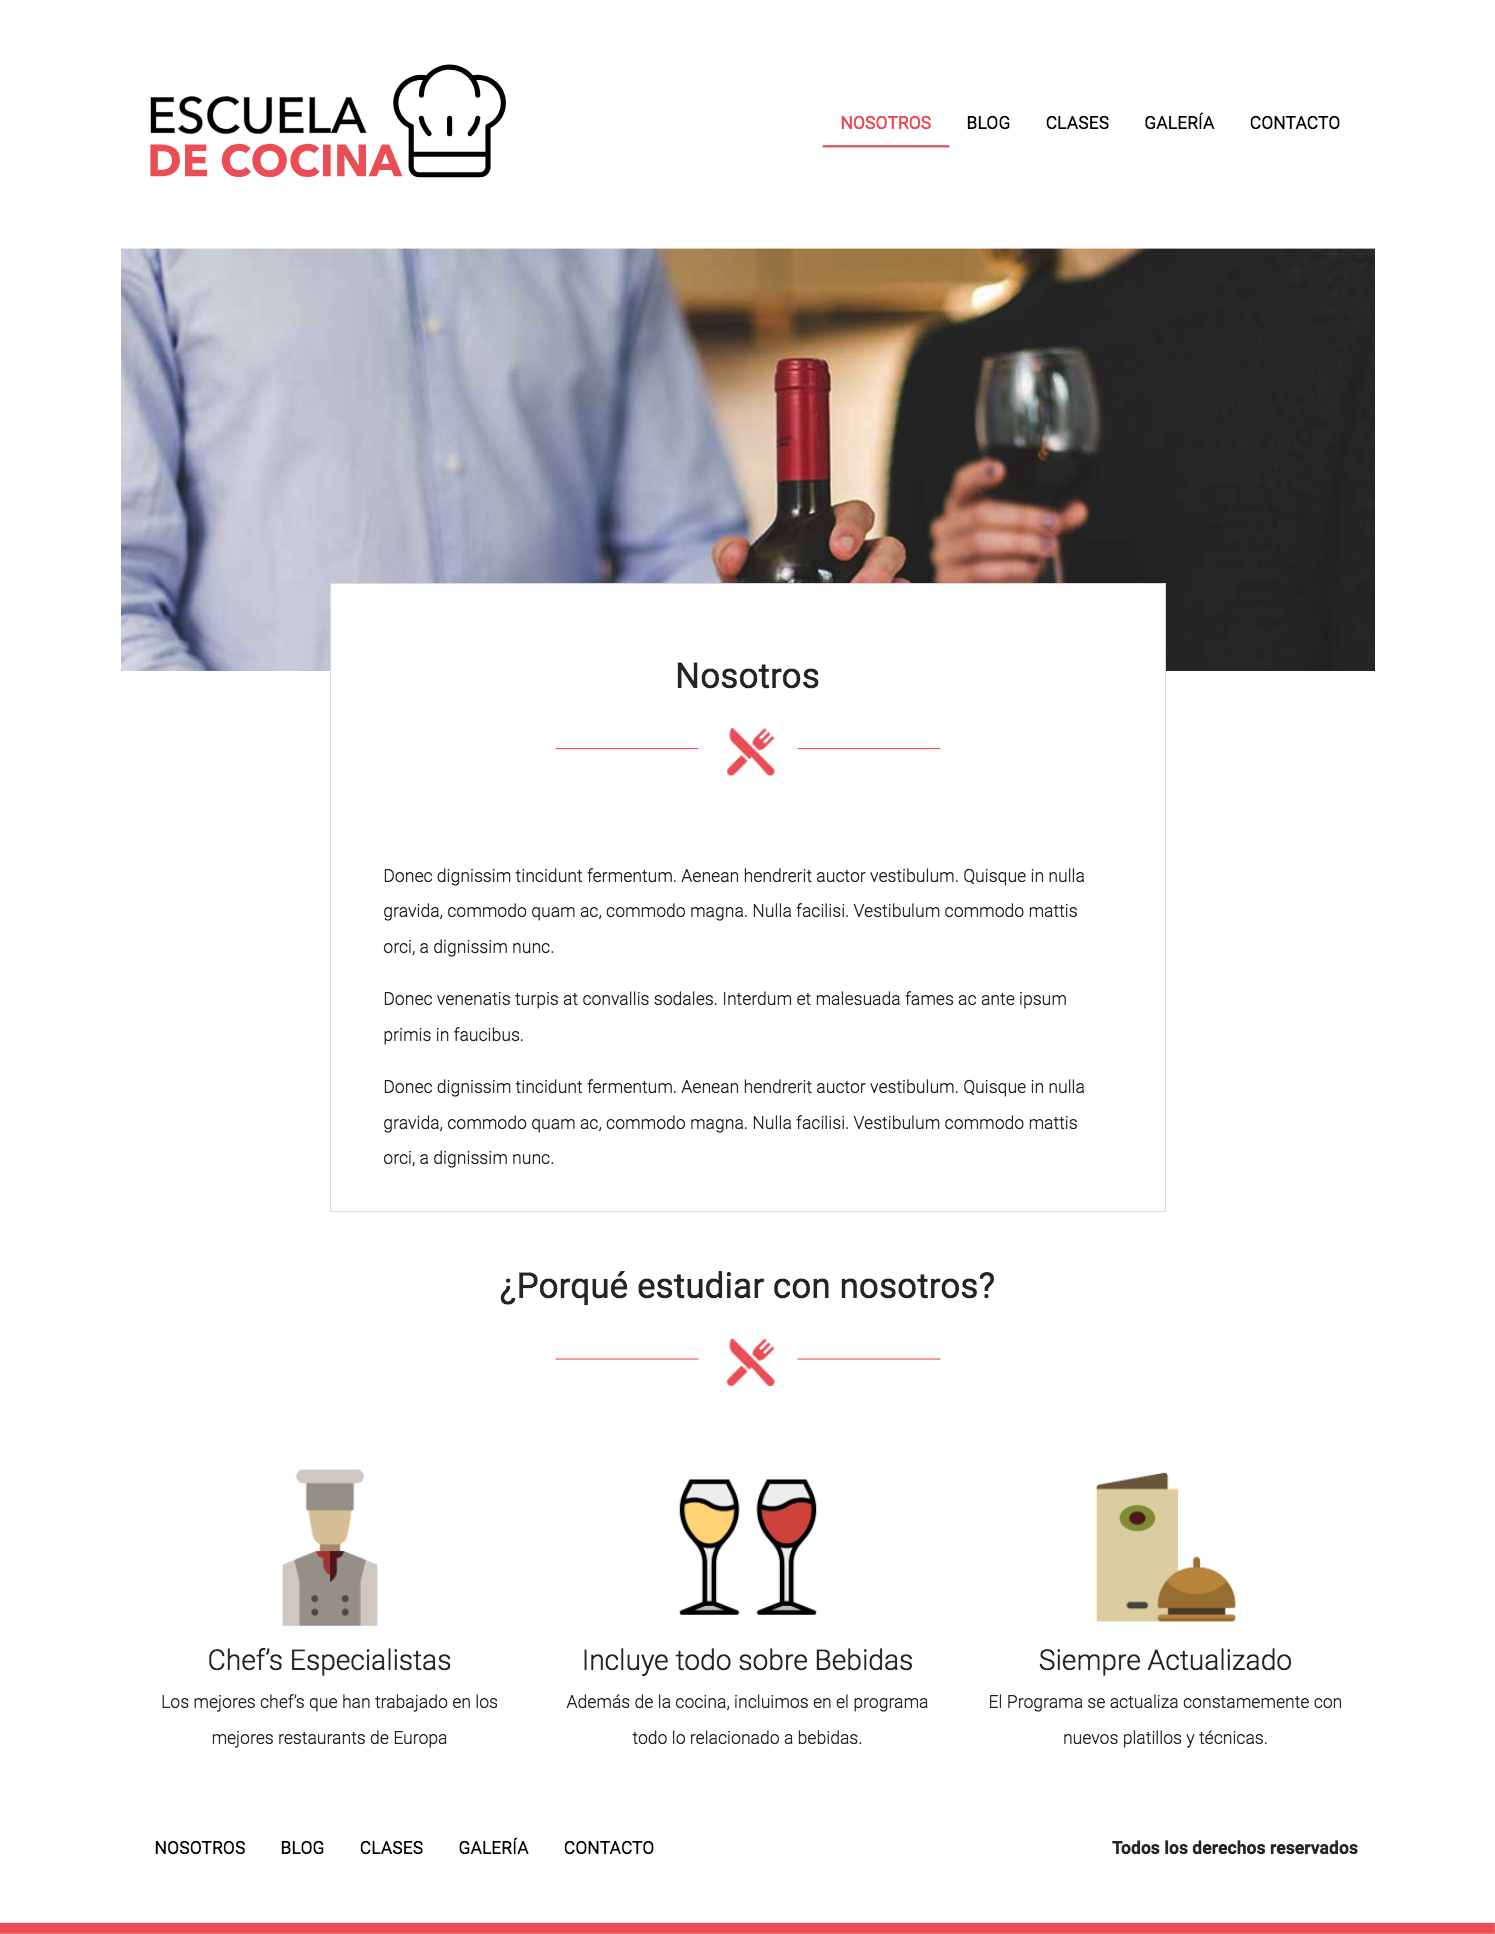 ESCUELA
DE COCINA
NOSOTROS BLOG CLASES GALERÍA CONTACTO
Nosotros
Donec dignissim tincidunt fermentum. Aenean hendrerit auctor vestibulum. Quisque in nulla
gravida, commodo quam ac, commodo magna. Nulla facilisi. Vestibulum commodo mattis
orci, a dignissim nunc.
Donec venenatis turpis at convallis sodales. Interdum et malesuada fames ac ante ipsum
primis in faucibus.
Donec dignissim tincidunt fermentum. Aenean hendrerit auctor vestibulum. Quisque in nulla
gravida, commodo quam ac, commodo magna. Nulla facilisi. Vestibulum commodo mattis
orci, a dignissim nunc.
¿Porqué estudiar con nosotros?
Chef's Especialistas
Los mejores chef's que han trabajado en los
mejores restaurants de Europa
Incluye todo sobre Bebidas
Además de la cocina, incluimos en el programa
todo lo relacionado a bebidas.
Siempre Actualizado
El Programa se actualiza constamemente con
nuevos platillos y técnicas.
NOSOTROS BLOG CLASES GALERÍA CONTACTO
Todos los derechos reservados